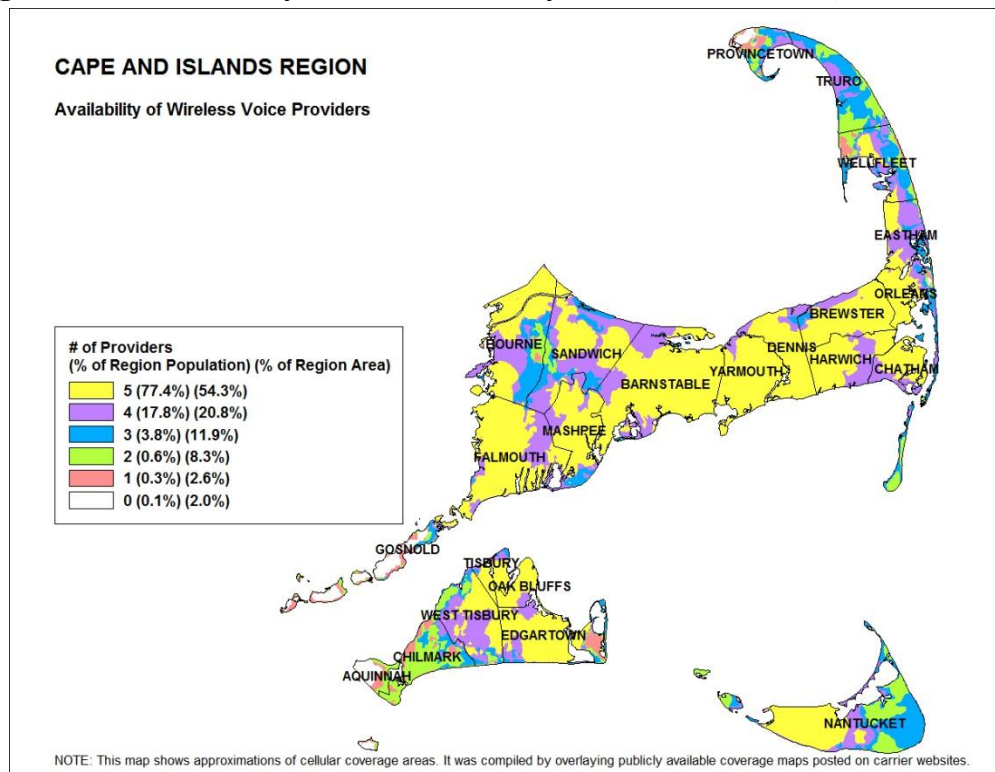 CAPE AND ISLANDS REGION
Availability of Wireless Voice Providers
PROVINCETOWN
TRURO
WELLFLEET
EASTHAM
ORLEANS
BREWSTER
DENNIS
HARWICH
CHATHAM
YARMOUTH
BARNSTABLE
SANDWICH
BOURNE
MASHPEE
FALMOUTH
# of Providers
(% of Region Population) (% of Region Area)
5 (77.4%) (54.3%)
4 (17.8%) (20.8%)
3 (3.8%) (11.9%)
2 (0.6%) (8.3%)
1 (0.3%) (2.6%)
0 (0.1%) (2.0%)
GOSNOLD
TISBURY
OAK BLUFFS
WEST TISBURY
EDGARTOWN
CHILMARK
AQUINNAH
NANTUCKET
NOTE: This map shows approximations of cellular coverage areas. It was compiled by overlaying publicly available coverage maps posted on carrier websites.